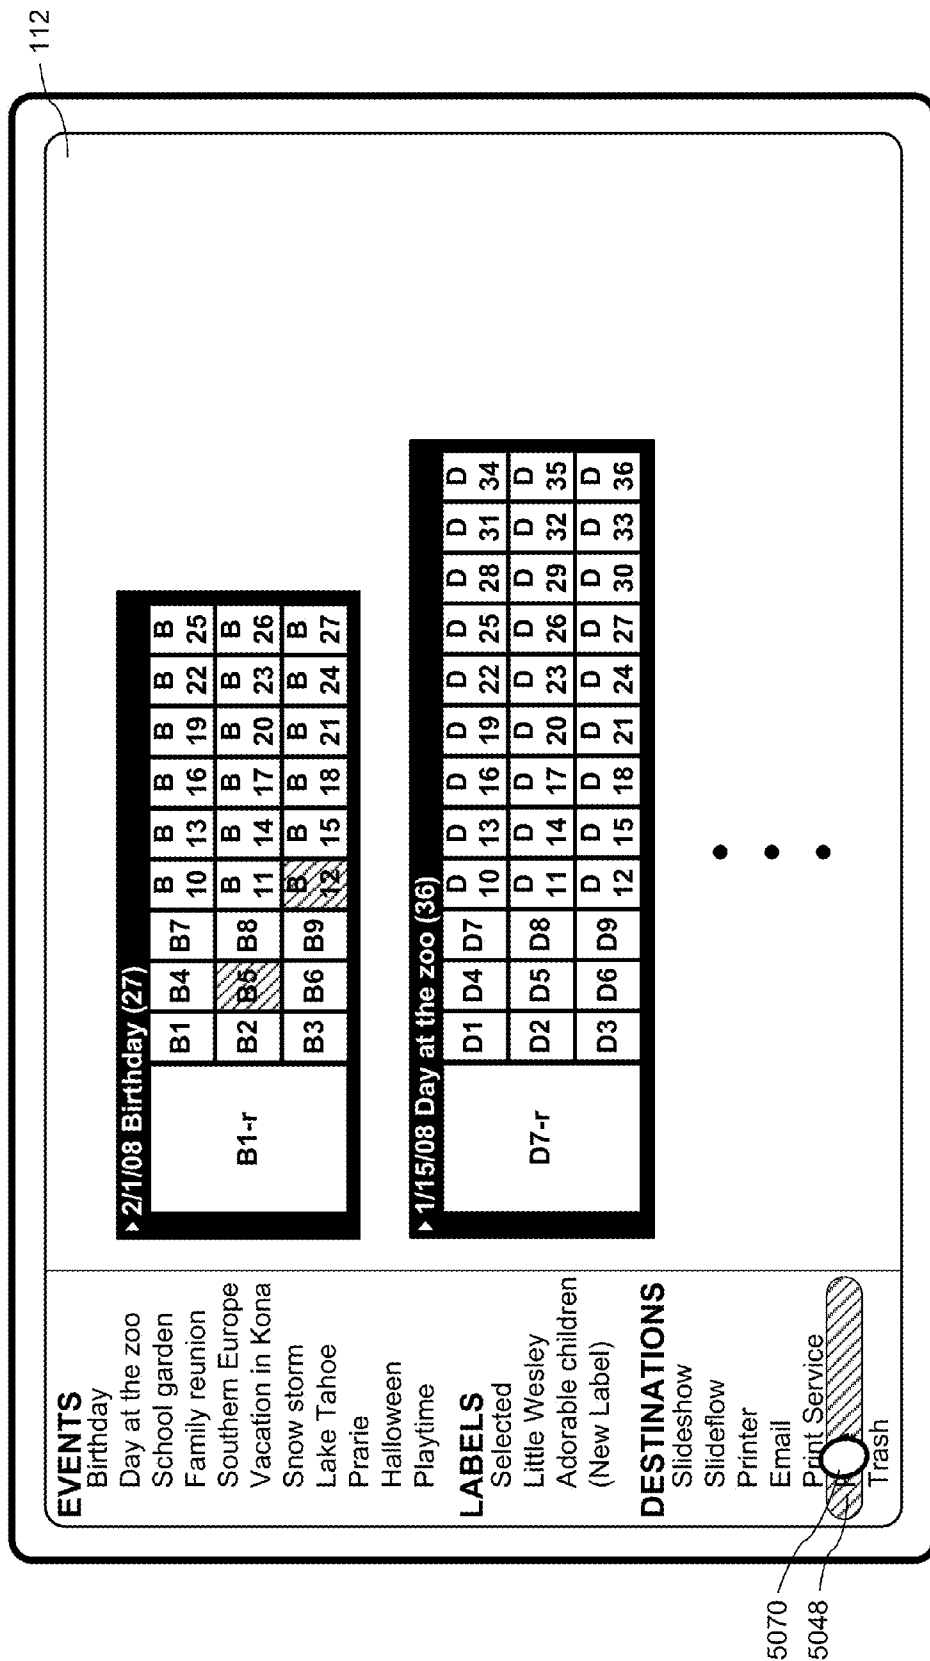 112
EVENTS
Birthday
Day at the zoo
School garden
Family reunion
Southern Europe
Vacation in Kona
Snow storm
Lake Tahoe
Prarie
Halloween
Playtime
LABELS
Selected
Little Wesley
Adorable children
(New Label)
DESTINATIONS
Slideshow
Slideflow
Printer
Email
Print Service
Trash
2/1/08 Birthday (27)
B1-r
B1 B4 B7 B 10 B 13 B 16 B 19 B 22 B 25
B2 B5 B8 B 11 B 14 B 17 B 20 B 23 B 26
B3 B6 B9 B 12 B 15 B 18 B 21 B 24 B 27
1/15/08 Day at the zoo (36)
D7-r
D1 D4 D7 D 10 D 13 D 16 D 19 D 22 D 25 D 28 D 31 D 34
D2 D5 D8 D 11 D 14 D 17 D 20 D 23 D 26 D 29 D 32 D 35
D3 D6 D9 D 12 D 15 D 18 D 21 D 24 D 27 D 30 D 33 D 36
5070
5048